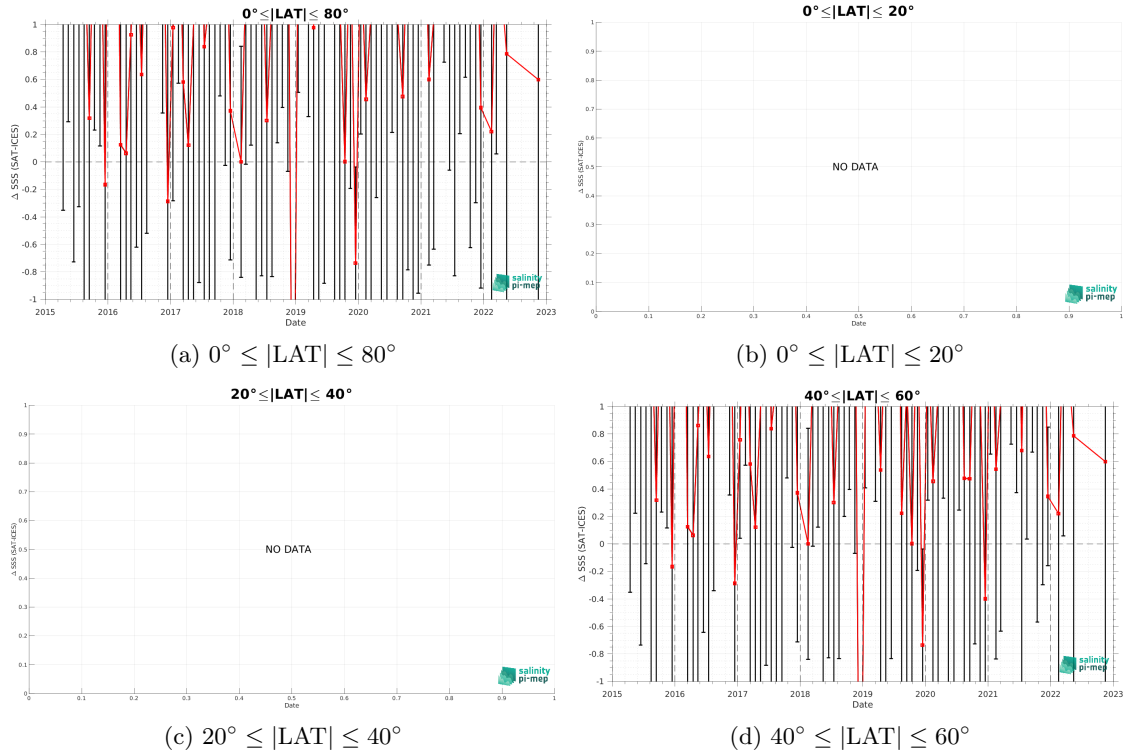 0°≤|LAT|≤ 80°
Δ SSS (SAT-ICES)
1
0.8
0.6
0.4
0.2
0
-0.2
-0.4
-0.6
-0.8
-1
2015 2016 2017 2018 2019 2020 2021 2022 2023
Date
salinity
pi-mep
(a) 0° ≤ |LAT| ≤ 80°
0°≤|LAT|≤ 20°
Δ SSS (SAT-ICES)
1
0.9
0.8
0.7
0.6
0.5
0.4
0.3
0.2
0.1
0
NO DATA
0 0.1 0.2 0.3 0.4 0.5 0.6 0.7 0.8 0.9 1
Date
salinity
pi-mep
(b) 0° ≤ |LAT| ≤ 20°
20°≤|LAT|≤ 40°
Δ SSS (SAT-ICES)
1
0.9
0.8
0.7
0.6
0.5
0.4
0.3
0.2
0.1
0
NO DATA
0 0.1 0.2 0.3 0.4 0.5 0.6 0.7 0.8 0.9 1
Date
salinity
pi-mep
(c) 20° ≤ |LAT| ≤ 40°
40°≤|LAT|≤ 60°
Δ SSS (SAT-ICES)
1
0.8
0.6
0.4
0.2
0
-0.2
-0.4
-0.6
-0.8
-1
2015 2016 2017 2018 2019 2020 2021 2022 2023
Date
salinity
pi-mep
(d) 40° ≤ |LAT| ≤ 60°